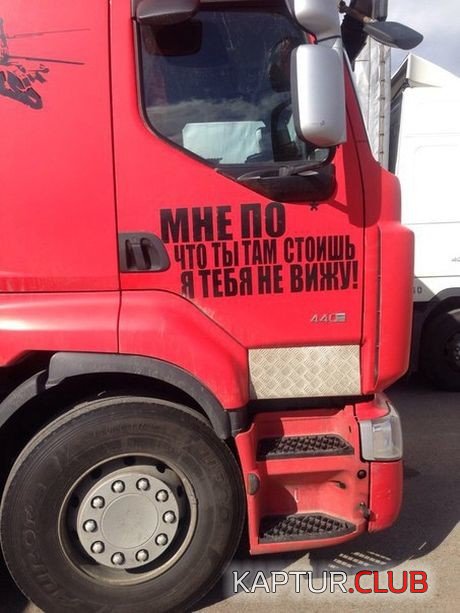 МНЕ ПО *
ЧТО ТЫ ТАМ СТОИШЬ
Я ТЕБЯ НЕ ВИЖУ!
440
KAPTUR.CLUB